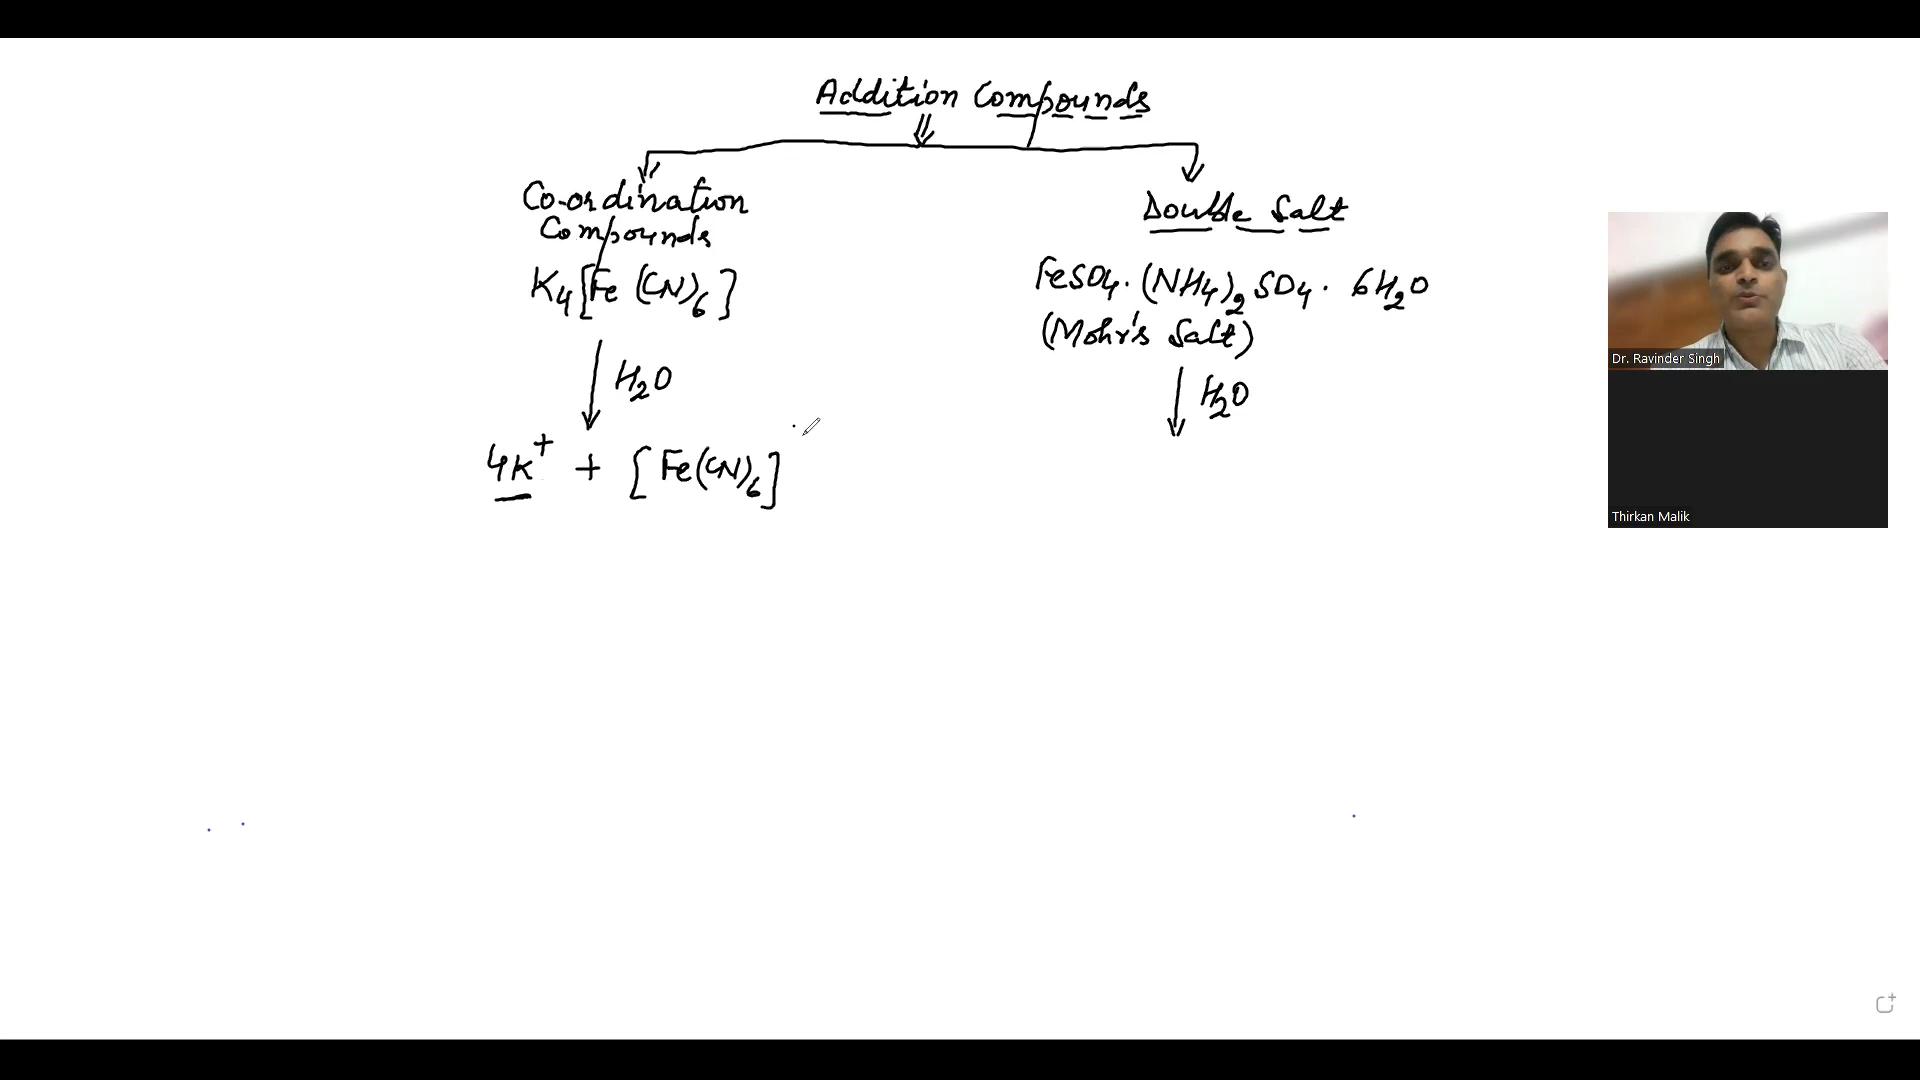 Addition Compounds
Co-ordination
Compounds
K₄[Fe(CN)₆]
H₂O
4K⁺ + [Fe(CN)₆]
Double Salt
FeSO₄·(NH₄)₂SO₄·6H₂O
(Mohr's Salt)
H₂O
Dr. Ravinder Singh
Thirkan Malik